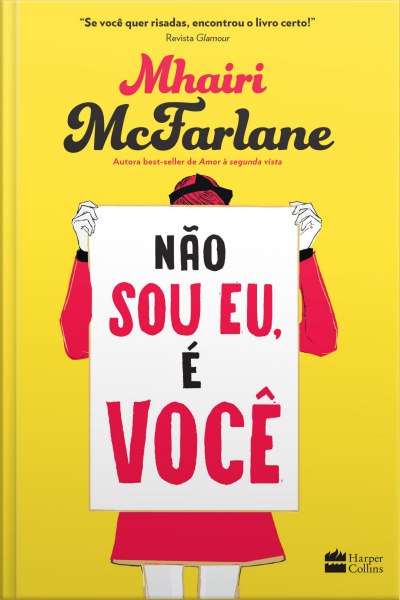 “Se você quer risadas, encontrou o livro certo!”
Revista Glamour
Mhairi
McFarlane
Autora best-seller de Amor à segunda vista
NÃO
SOU EU,
É
VOCÊ
Harper
Collins